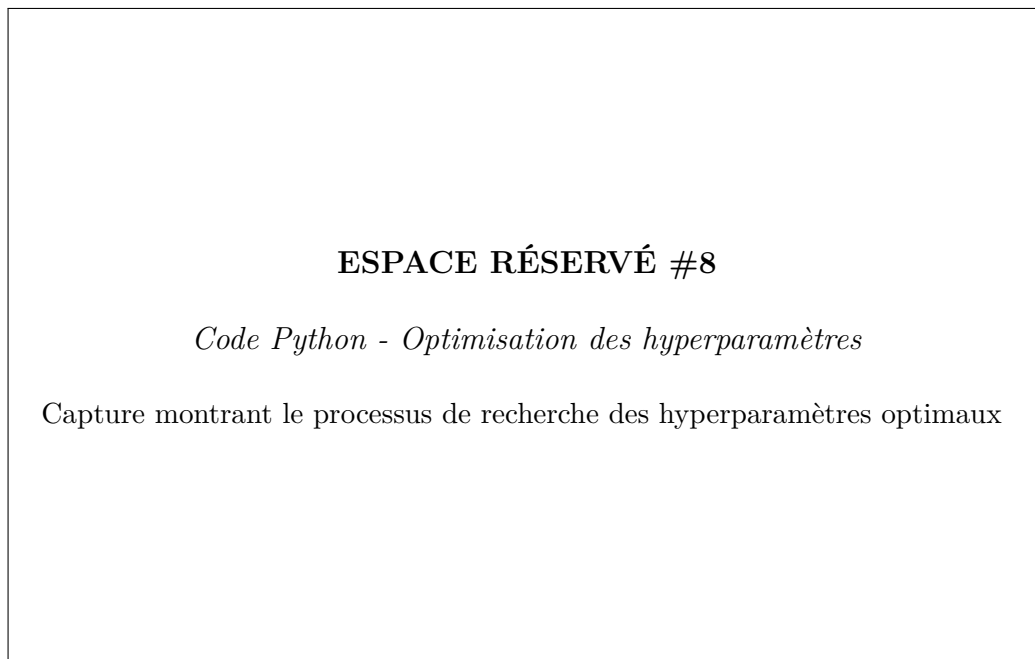 ESPACE RÉSERVÉ #8
Code Python - Optimisation des hyperparamètres
Capture montrant le processus de recherche des hyperparamètres optimaux